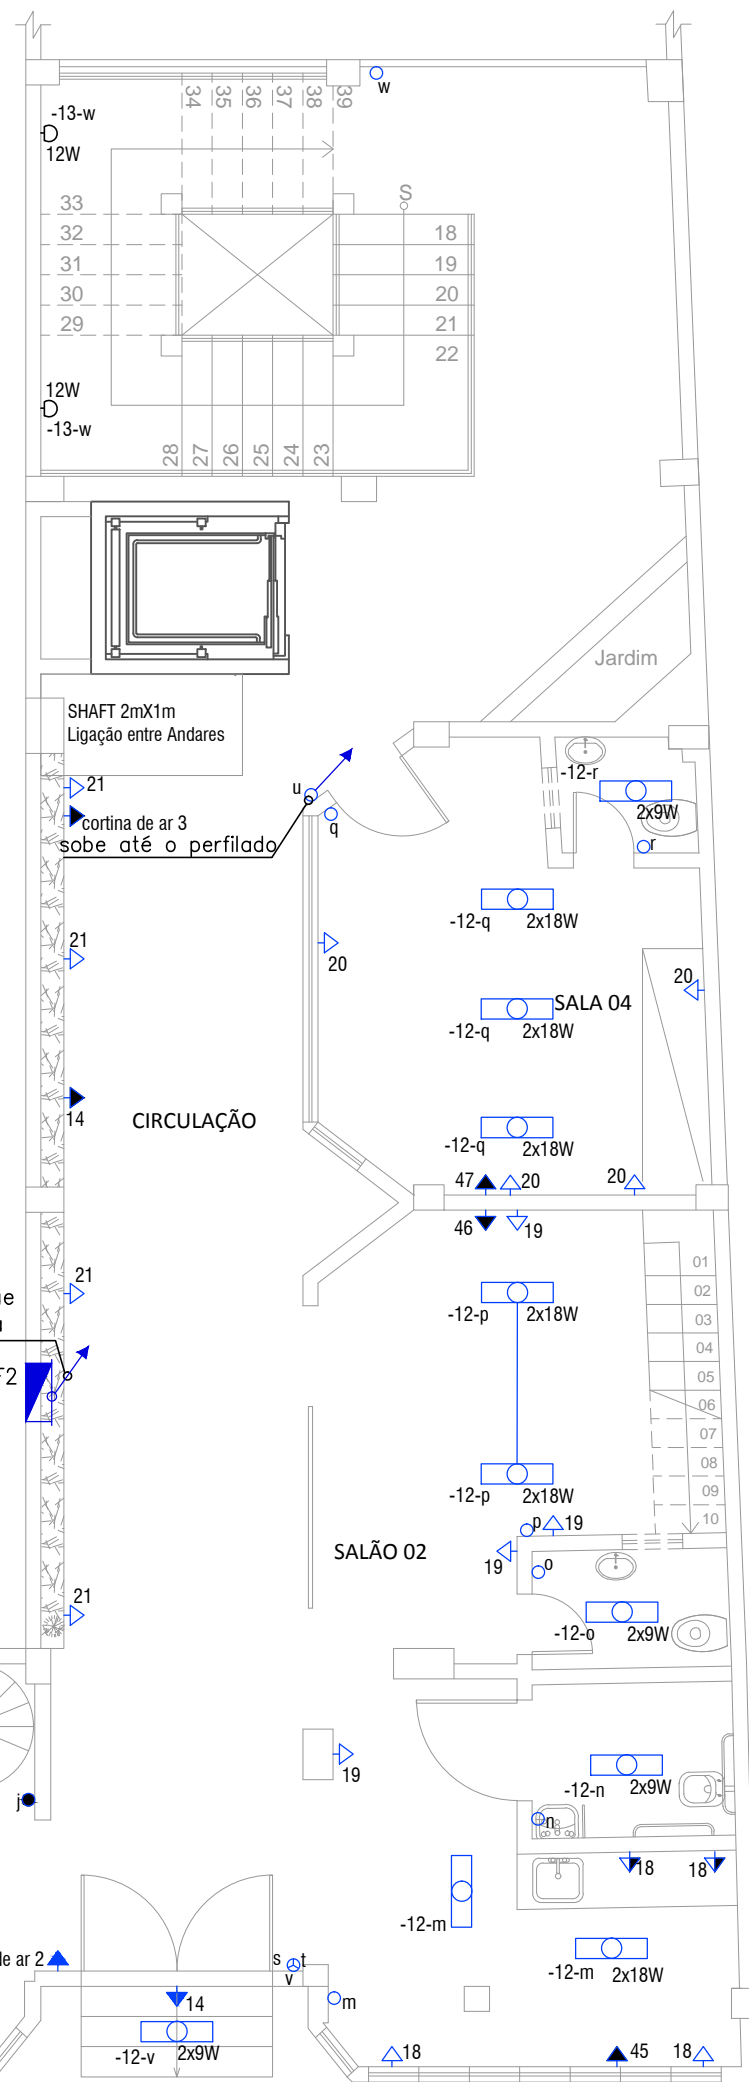 34
35
36
37
38
39
w
-13-w
12W
33
32
31
30
29
S
18
19
20
21
22
12W
-13-w
28
27
26
25
24
23
Jardim
SHAFT 2mX1m
Ligação entre Andares
21
cortina de ar 3
sobe até o perfilado
u
q
-12-r
2x9W
r
-12-q
2x18W
21
20
20
SALA 04
-12-q
2x18W
14
CIRCULAÇÃO
-12-q
2x18W
47
20
20
46
19
01
02
03
04
05
06
07
08
09
10
21
-12-p
2x18W
F2
-12-p
2x18W
p
19
SALÃO 02
19
o
21
-12-o
2x9W
19
-12-n
2x9W
j
n
18
18
-12-m
de ar 2
s
t
v
-12-m
2x18W
14
m
-12-v
2x9W
18
45
18